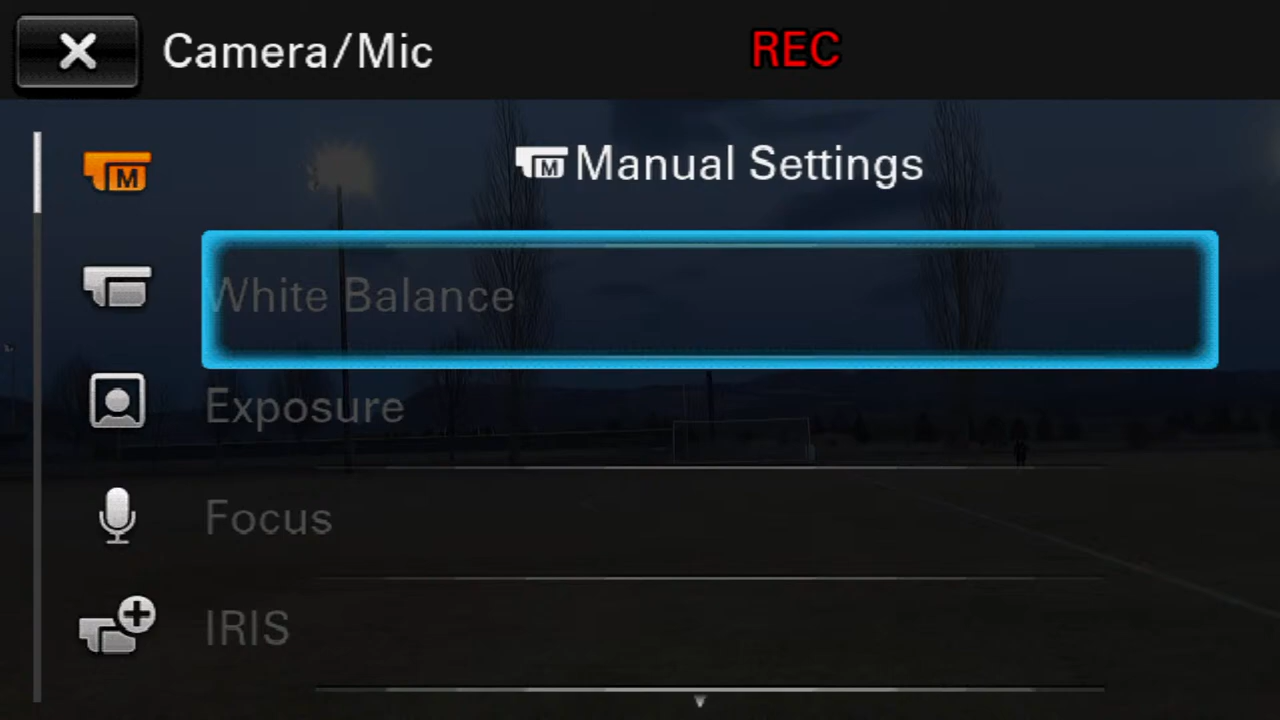 Camera/Mic
REC
M Manual Settings
M
White Balance
Exposure
Focus
IRIS